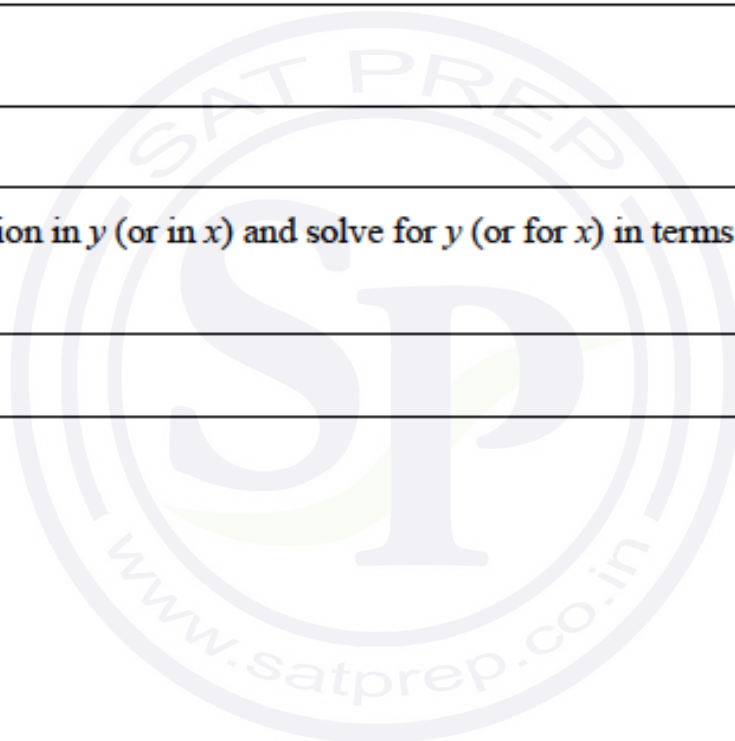 SAT PREP
ion in y (or in x) and solve for y (or for x) in terms
SP
www.satprep.co.in